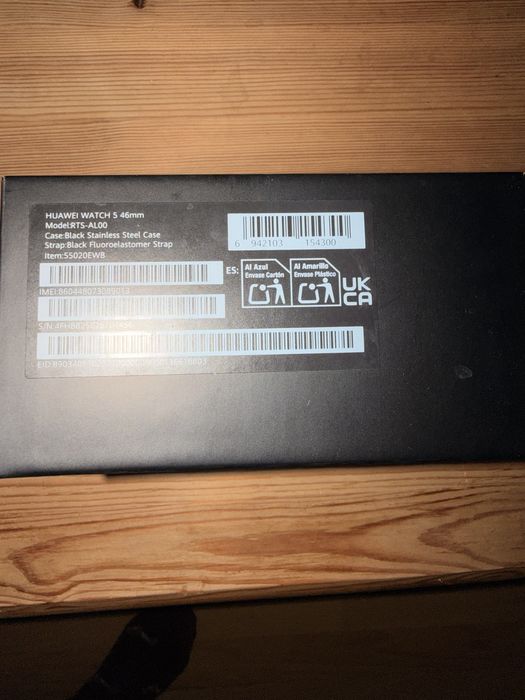 HUAWEI WATCH 5 46mm
Model:RTS-AL00
Case:Black Stainless Steel Case
Strap:Black Fluoroelastomer Strap
Item:55020EWB
6 942103 154300
ES:
Al Azul
Envase Cartón
Al Amarillo
Envase Plástico
UK
CA
IMEI:860448073089013
S/N:
EID: